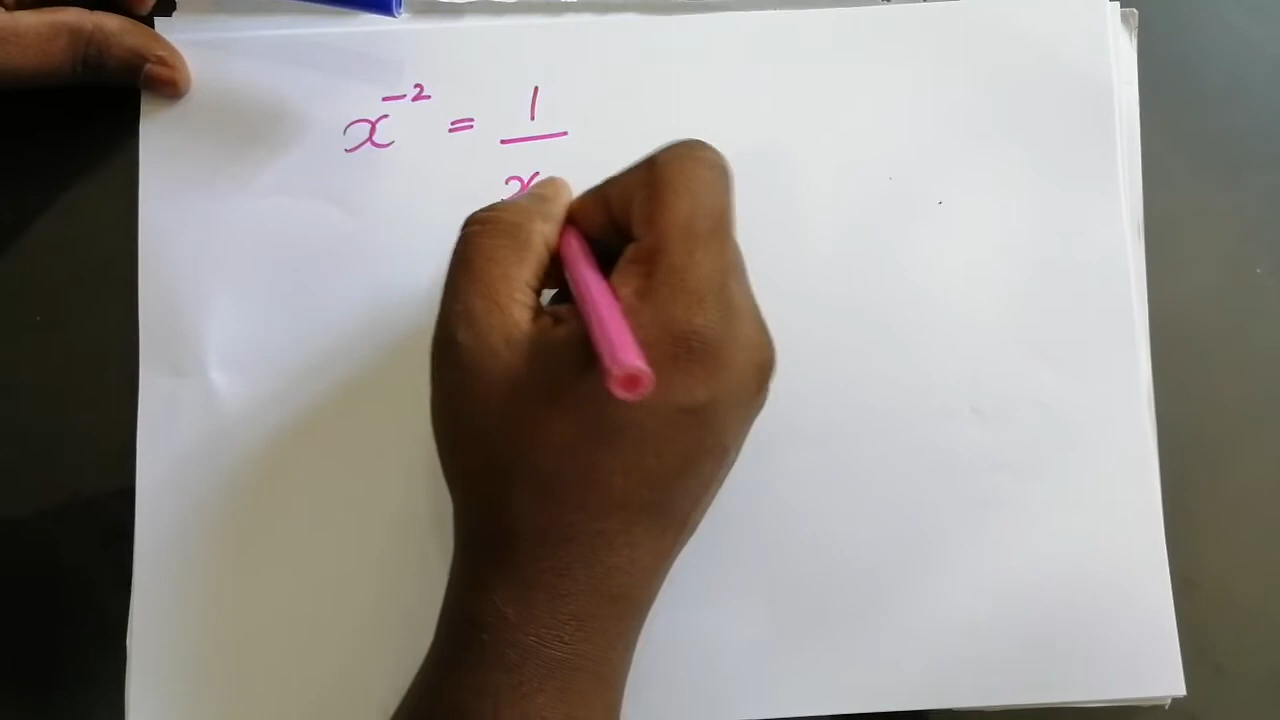 x⁻² = 1/x